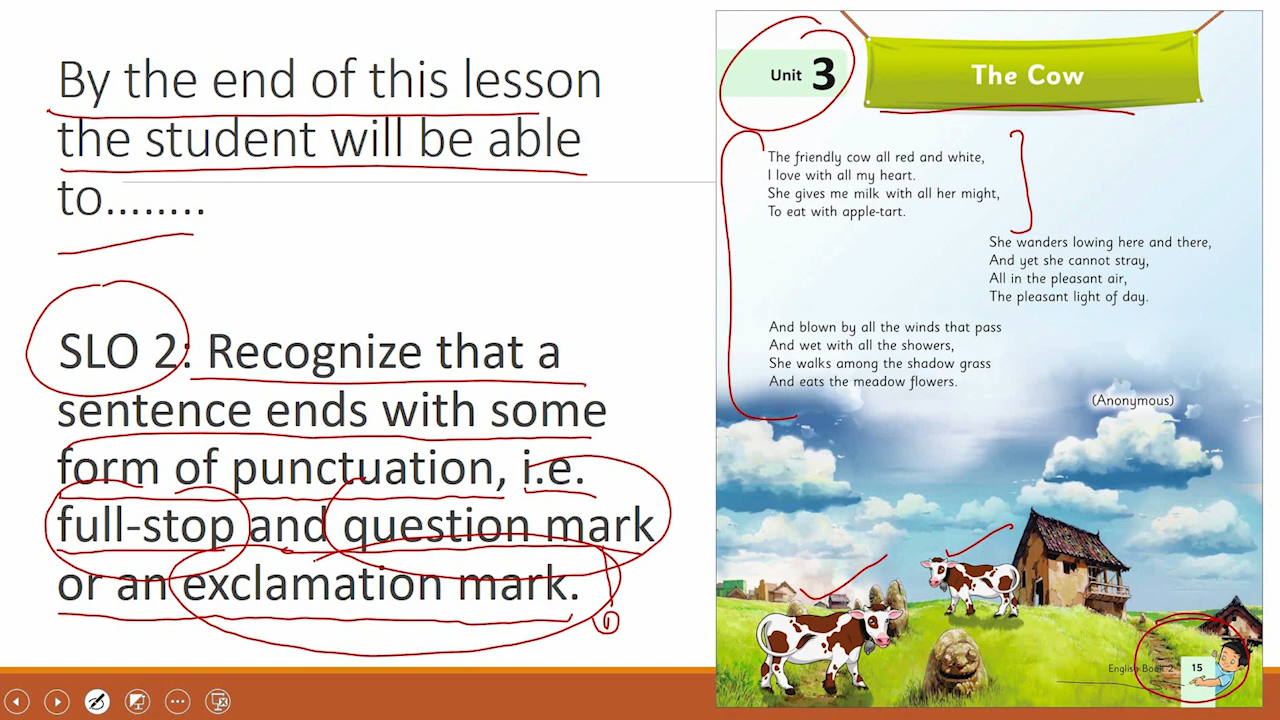 By the end of this lesson
the student will be able
to........
SLO 2: Recognize that a
sentence ends with some
form of punctuation, i.e.
full-stop and question mark
or an exclamation mark.
Unit 3
The Cow
The friendly cow all red and white,
I love with all my heart.
She gives me milk with all her might,
To eat with apple-tart.
She wanders lowing here and there,
And yet she cannot stray,
All in the pleasant air,
The pleasant light of day.
And blown by all the winds that pass
And wet with all the showers,
She walks among the shadow grass
And eats the meadow flowers.
(Anonymous)
English Book 2
15